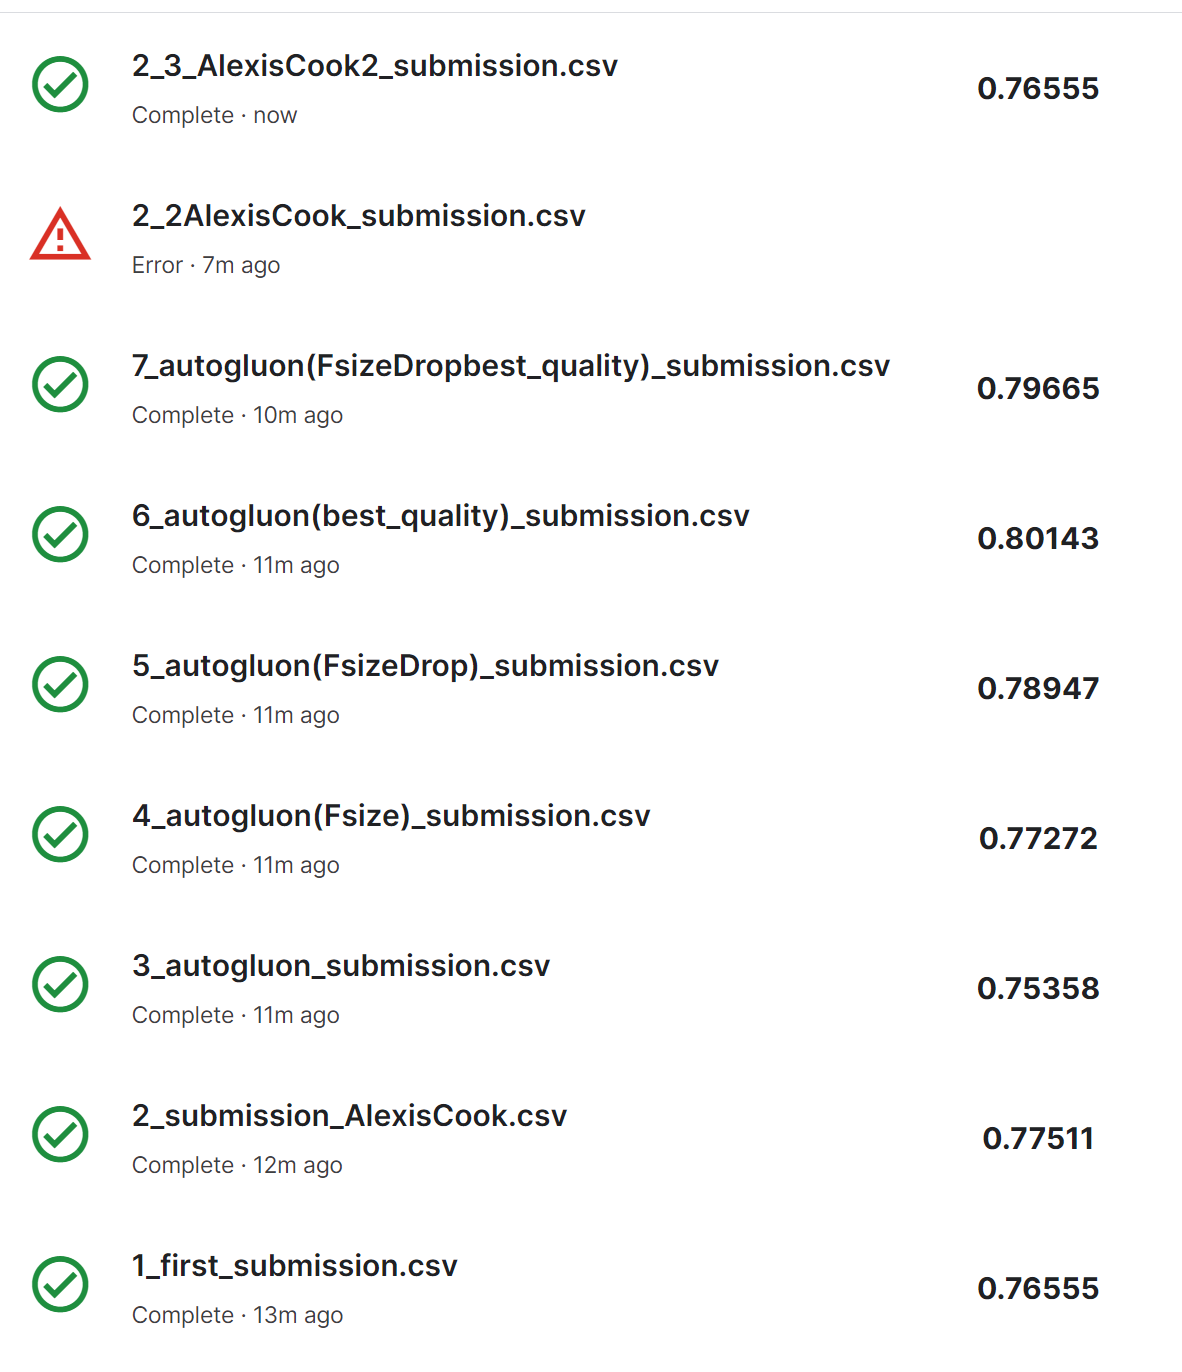 2_3_AlexisCook2_submission.csv
Complete · now
0.76555
2_2AlexisCook_submission.csv
Error · 7m ago
7_autogluon(FsizeDropbest_quality)_submission.csv
Complete · 10m ago
0.79665
6_autogluon(best_quality)_submission.csv
Complete · 11m ago
0.80143
5_autogluon(FsizeDrop)_submission.csv
Complete · 11m ago
0.78947
4_autogluon(Fsize)_submission.csv
Complete · 11m ago
0.77272
3_autogluon_submission.csv
Complete · 11m ago
0.75358
2_submission_AlexisCook.csv
Complete · 12m ago
0.77511
1_first_submission.csv
Complete · 13m ago
0.76555